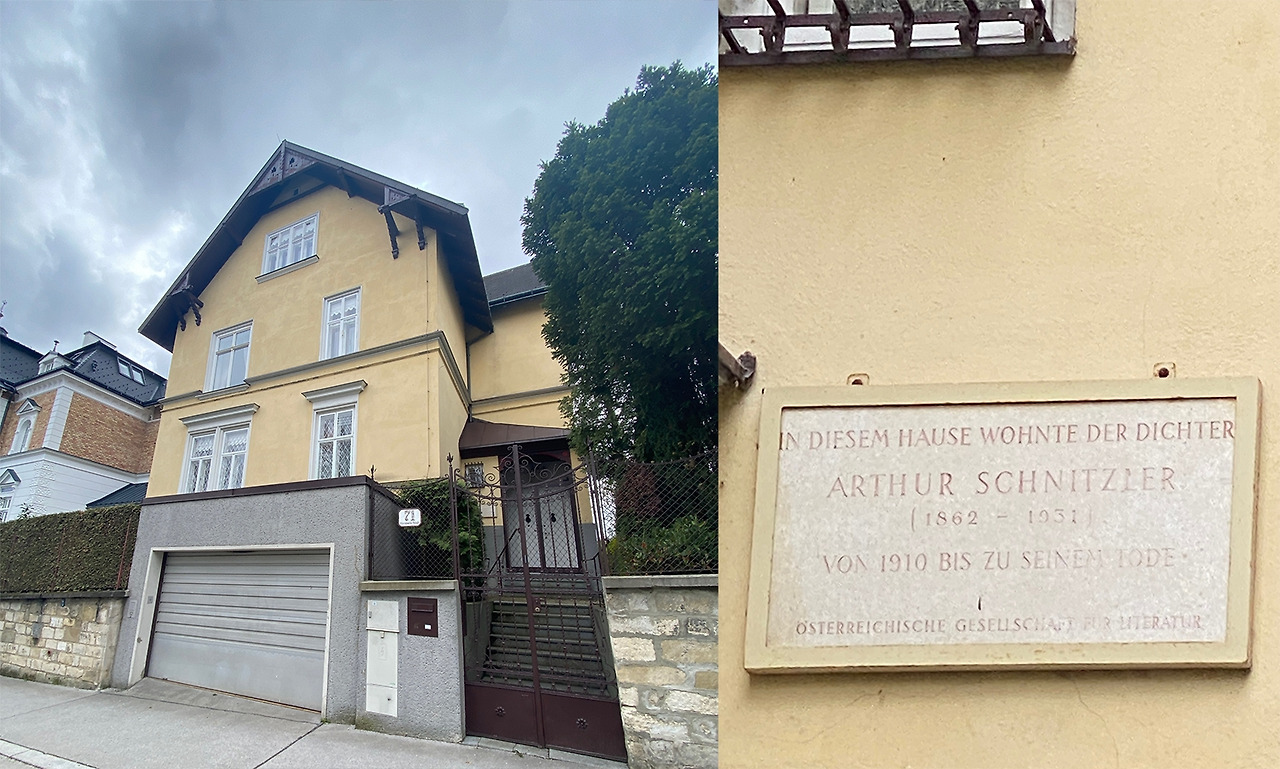 71
IN DIESEM HAUSE WOHNTE DER DICHTER
ARTHUR SCHNITZLER
(1862 – 1931)
VON 1910 BIS ZU SEINEM TODE
ÖSTERREICHISCHE GESELLSCHAFT FÜR LITERATUR